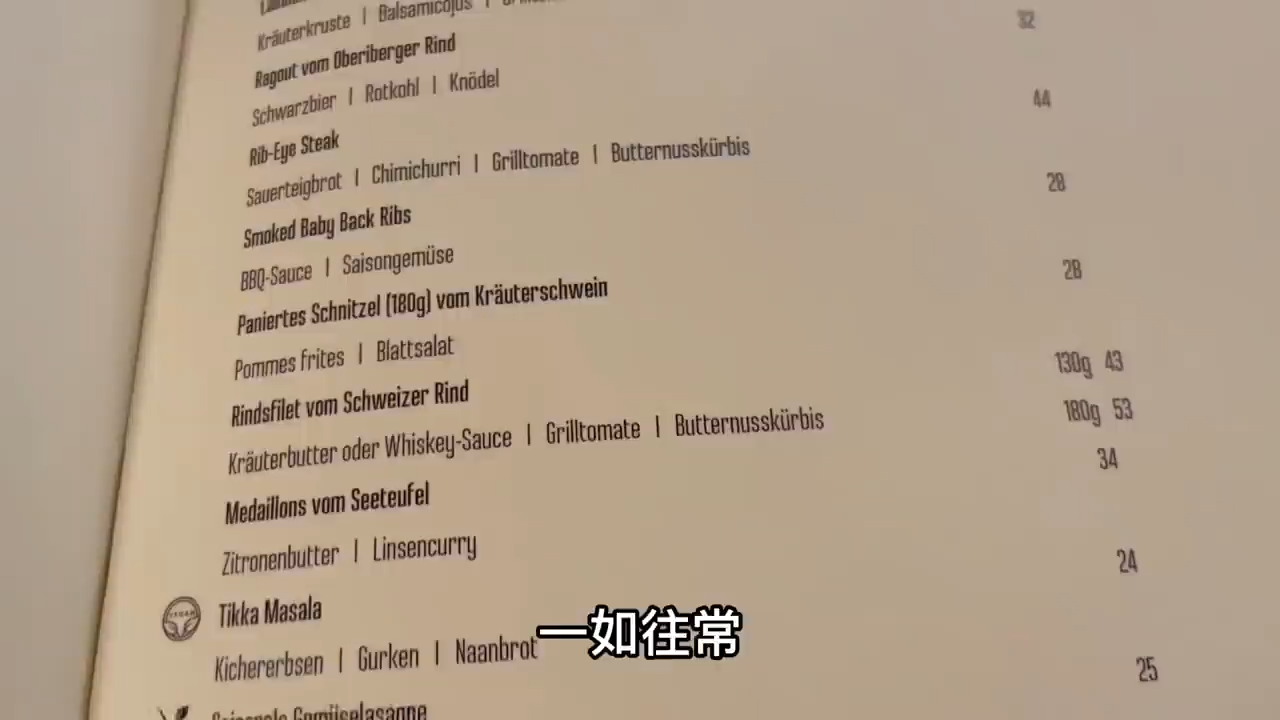 Kräuterkruste | Balsamicojus |
32
Ragout vom Oberiberger Rind
Schwarzbier | Rotkohl | Knödel
44
Rib-Eye Steak
Sauerteigbrot | Chimichurri | Grilltomate | Butternusskürbis
28
Smoked Baby Back Ribs
BBQ-Sauce | Saisongemüse
28
Paniertes Schnitzel (180g) vom Kräuterschwein
Pommes frites | Blattsalat
130g 43
Rindsfilet vom Schweizer Rind
180g 53
Kräuterbutter oder Whiskey-Sauce | Grilltomate | Butternusskürbis
34
Medaillons vom Seeteufel
Zitronenbutter | Linsencurry
24
VEGAN
Tikka Masala
Kichererbsen | Gurken | Naanbrot
25
Gemüselasagne
一如往常